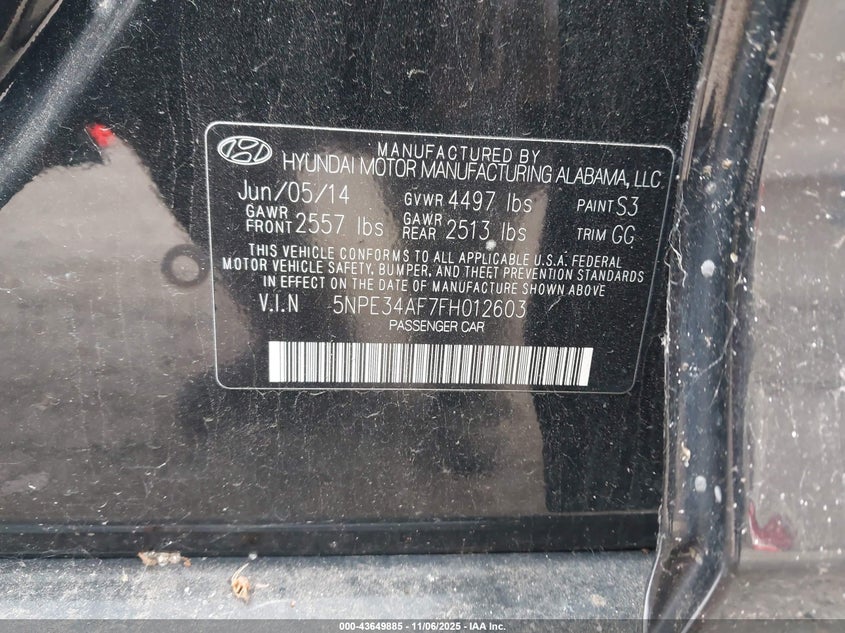 MANUFACTURED BY
HYUNDAI MOTOR MANUFACTURING ALABAMA, LLC
Jun/05/14 GVWR 4497 lbs PAINT S3
GAWR FRONT 2557 lbs GAWR REAR 2513 lbs TRIM GG
THIS VEHICLE CONFORMS TO ALL APPLICABLE U.S.A. FEDERAL
MOTOR VEHICLE SAFETY, BUMPER, AND THEFT PREVENTION STANDARDS
IN EFFECT ON THE DATE OF MANUFACTURE SHOWN ABOVE
V.I.N 5NPE34AF7FH012603
PASSENGER CAR
000-43649885 - 11/06/2025 - IAA Inc.